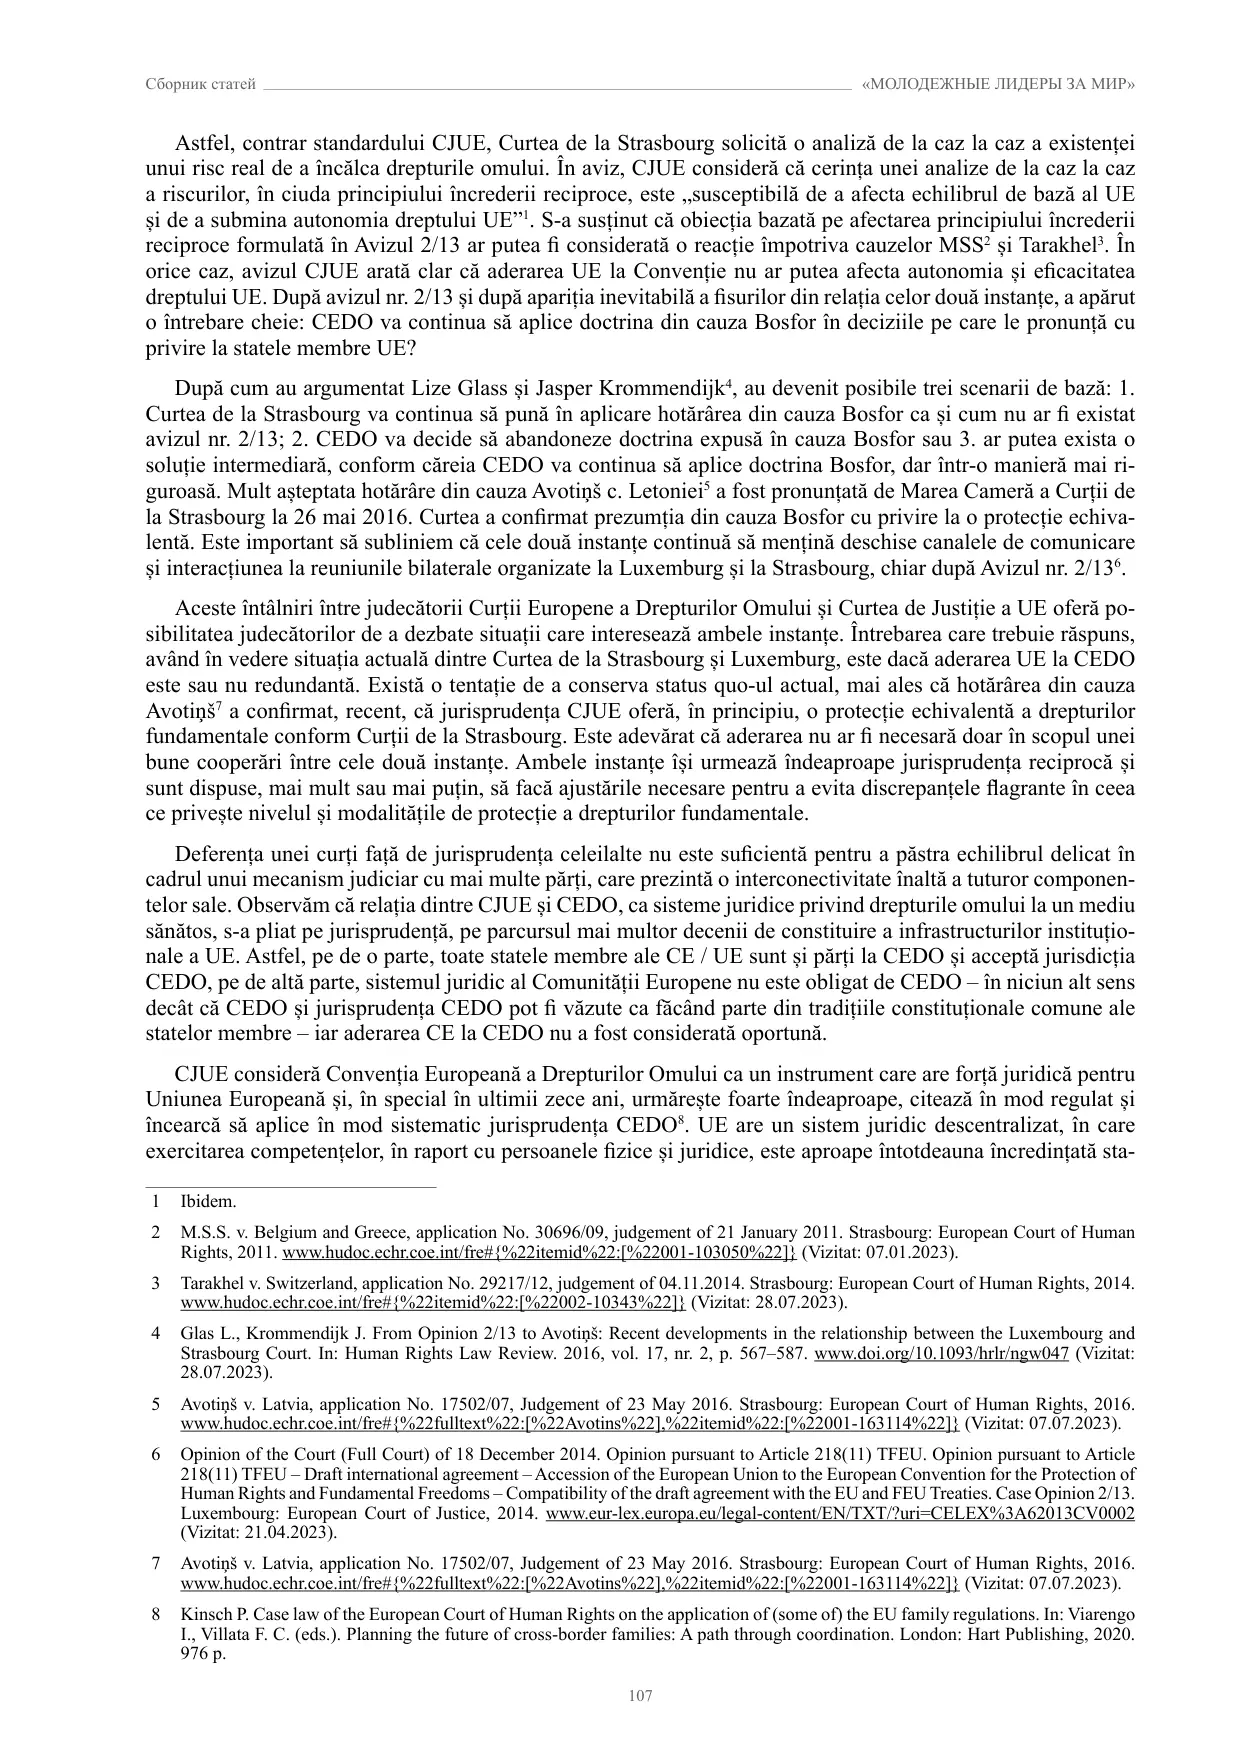 Сборник статей «МОЛОДЕЖНЫЕ ЛИДЕРЫ ЗА МИР»
Astfel, contrar standardului CJUE, Curtea de la Strasbourg solicită o analiză de la caz la caz a existenței
unui risc real de a încălca drepturile omului. În aviz, CJUE consideră că cerința unei analize de la caz la caz
a riscurilor, în ciuda principiului încrederii reciproce, este „susceptibilă de a afecta echilibrul de bază al UE
și de a submina autonomia dreptului UE”1. S-a susținut că obiecția bazată pe afectarea principiului încrederii
reciproce formulată în Avizul 2/13 ar putea fi considerată o reacție împotriva cauzelor MSS2 și Tarakhel3. În
orice caz, avizul CJUE arată clar că aderarea UE la Convenție nu ar putea afecta autonomia și eficacitatea
dreptului UE. După avizul nr. 2/13 și după apariția inevitabilă a fisurilor din relația celor două instanțe, a apărut
o întrebare cheie: CEDO va continua să aplice doctrina din cauza Bosfor în deciziile pe care le pronunță cu
privire la statele membre UE?
După cum au argumentat Lize Glass și Jasper Krommendijk4, au devenit posibile trei scenarii de bază: 1.
Curtea de la Strasbourg va continua să pună în aplicare hotărârea din cauza Bosfor ca și cum nu ar fi existat
avizul nr. 2/13; 2. CEDO va decide să abandoneze doctrina expusă în cauza Bosfor sau 3. ar putea exista o
soluție intermediară, conform căreia CEDO va continua să aplice doctrina Bosfor, dar într-o manieră mai ri-
guroasă. Mult așteptata hotărâre din cauza Avotiņš c. Letoniei5 a fost pronunțată de Marea Cameră a Curții de
la Strasbourg la 26 mai 2016. Curtea a confirmat prezumția din cauza Bosfor cu privire la o protecție echiva-
lentă. Este important să subliniem că cele două instanțe continuă să mențină deschise canalele de comunicare
și interacțiunea la reuniunile bilaterale organizate la Luxemburg și la Strasbourg, chiar după Avizul nr. 2/136.
Aceste întâlniri între judecătorii Curții Europene a Drepturilor Omului și Curtea de Justiție a UE oferă po-
sibilitatea judecătorilor de a dezbate situații care interesează ambele instanțe. Întrebarea care trebuie răspuns,
având în vedere situația actuală dintre Curtea de la Strasbourg și Luxemburg, este dacă aderarea UE la CEDO
este sau nu redundantă. Există o tentație de a conserva status quo-ul actual, mai ales că hotărârea din cauza
Avotiņš7 a confirmat, recent, că jurisprudența CJUE oferă, în principiu, o protecție echivalentă a drepturilor
fundamentale conform Curții de la Strasbourg. Este adevărat că aderarea nu ar fi necesară doar în scopul unei
bune cooperări între cele două instanțe. Ambele instanțe își urmează îndeaproape jurisprudența reciprocă și
sunt dispuse, mai mult sau mai puțin, să facă ajustările necesare pentru a evita discrepanțele flagrante în ceea
ce privește nivelul și modalitățile de protecție a drepturilor fundamentale.
Deferența unei curți față de jurisprudența celeilalte nu este suficientă pentru a păstra echilibrul delicat în
cadrul unui mecanism judiciar cu mai multe părți, care prezintă o interconectivitate înaltă a tuturor componen-
telor sale. Observăm că relația dintre CJUE și CEDO, ca sisteme juridice privind drepturile omului la un mediu
sănătos, s-a pliat pe jurisprudență, pe parcursul mai multor decenii de constituire a infrastructurilor instituțio-
nale a UE. Astfel, pe de o parte, toate statele membre ale CE / UE sunt și părți la CEDO și acceptă jurisdicția
CEDO, pe de altă parte, sistemul juridic al Comunității Europene nu este obligat de CEDO – în niciun alt sens
decât că CEDO și jurisprudența CEDO pot fi văzute ca făcând parte din tradițiile constituționale comune ale
statelor membre – iar aderarea CE la CEDO nu a fost considerată oportună.
CJUE consideră Convenția Europeană a Drepturilor Omului ca un instrument care are forță juridică pentru
Uniunea Europeană și, în special în ultimii zece ani, urmărește foarte îndeaproape, citează în mod regulat și
încearcă să aplice în mod sistematic jurisprudența CEDO8. UE are un sistem juridic descentralizat, în care
exercitarea competențelor, în raport cu persoanele fizice și juridice, este aproape întotdeauna încredințată sta-
1 Ibidem.
2 M.S.S. v. Belgium and Greece, application No. 30696/09, judgement of 21 January 2011. Strasbourg: European Court of Human
Rights, 2011. www.hudoc.echr.coe.int/fre#{%22itemid%22:[%22001-103050%22]} (Vizitat: 07.01.2023).
3 Tarakhel v. Switzerland, application No. 29217/12, judgement of 04.11.2014. Strasbourg: European Court of Human Rights, 2014.
www.hudoc.echr.coe.int/fre#{%22itemid%22:[%22002-10343%22]} (Vizitat: 28.07.2023).
4 Glas L., Krommendijk J. From Opinion 2/13 to Avotiņš: Recent developments in the relationship between the Luxembourg and
Strasbourg Court. In: Human Rights Law Review. 2016, vol. 17, nr. 2, p. 567–587. www.doi.org/10.1093/hrlr/ngw047 (Vizitat:
28.07.2023).
5 Avotiņš v. Latvia, application No. 17502/07, Judgement of 23 May 2016. Strasbourg: European Court of Human Rights, 2016.
www.hudoc.echr.coe.int/fre#{%22fulltext%22:[%22Avotins%22],%22itemid%22:[%22001-163114%22]} (Vizitat: 07.07.2023).
6 Opinion of the Court (Full Court) of 18 December 2014. Opinion pursuant to Article 218(11) TFEU. Opinion pursuant to Article
218(11) TFEU – Draft international agreement – Accession of the European Union to the European Convention for the Protection of
Human Rights and Fundamental Freedoms – Compatibility of the draft agreement with the EU and FEU Treaties. Case Opinion 2/13.
Luxembourg: European Court of Justice, 2014. www.eur-lex.europa.eu/legal-content/EN/TXT/?uri=CELEX%3A62013CV0002
(Vizitat: 21.04.2023).
7 Avotiņš v. Latvia, application No. 17502/07, Judgement of 23 May 2016. Strasbourg: European Court of Human Rights, 2016.
www.hudoc.echr.coe.int/fre#{%22fulltext%22:[%22Avotins%22],%22itemid%22:[%22001-163114%22]} (Vizitat: 07.07.2023).
8 Kinsch P. Case law of the European Court of Human Rights on the application of (some of) the EU family regulations. In: Viarengo
I., Villata F. C. (eds.). Planning the future of cross-border families: A path through coordination. London: Hart Publishing, 2020.
976 p.
107